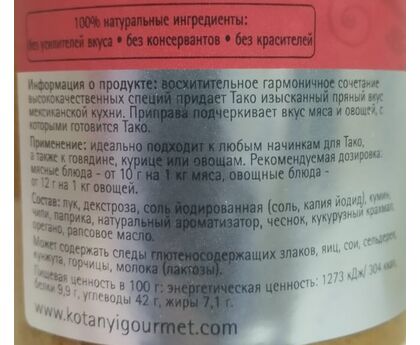 100% натуральные ингредиенты:
без усилителей вкуса • без консервантов • без красителей
Информация о продукте: восхитительное гармоничное сочетание
высококачественных специй придает Тако изысканный пряный вкус
мексиканской кухни. Приправа подчеркивает вкус мяса и овощей, с
которыми готовится Тако.
Применение: идеально подходит к любым начинкам для Тако,
а также к говядине, курице или овощам. Рекомендуемая дозировка:
мясные блюда - от 10 г на 1 кг мяса, овощные блюда -
от 12 г на 1 кг овощей.
Состав: лук, декстроза, соль йодированная (соль, калия йодид), кумин,
чили, паприка, натуральный ароматизатор, чеснок, кукурузный крахмал,
орегано, рапсовое масло.
Может содержать следы глютеносодержащих злаков, яиц, сои, сельдерея,
кунжута, горчицы, молока (лактозы).
Пищевая ценность в 100 г: энергетическая ценность: 1273 кДж/ 304 ккал,
белки 9,9 г, углеводы 42 г, жиры 7,1 г.
www.kotanyigourmet.com